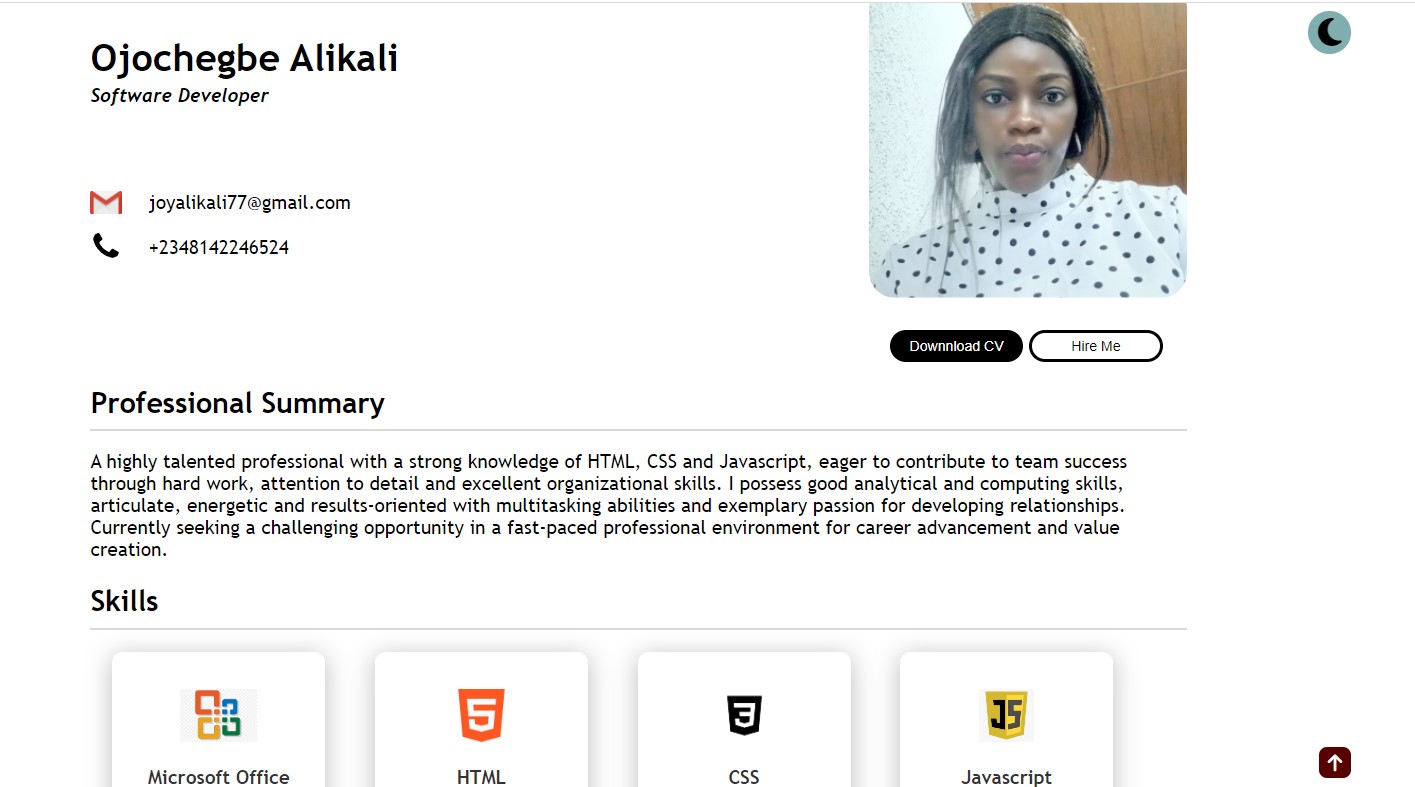 Ojochegbe Alikali
Software Developer
joyalikali77@gmail.com
+2348142246524
Downnload CV
Hire Me
Professional Summary
A highly talented professional with a strong knowledge of HTML, CSS and Javascript, eager to contribute to team success
through hard work, attention to detail and excellent organizational skills. I possess good analytical and computing skills,
articulate, energetic and results-oriented with multitasking abilities and exemplary passion for developing relationships.
Currently seeking a challenging opportunity in a fast-paced professional environment for career advancement and value
creation.
Skills
5
3
JS
Microsoft Office
HTML
CSS
Javascript